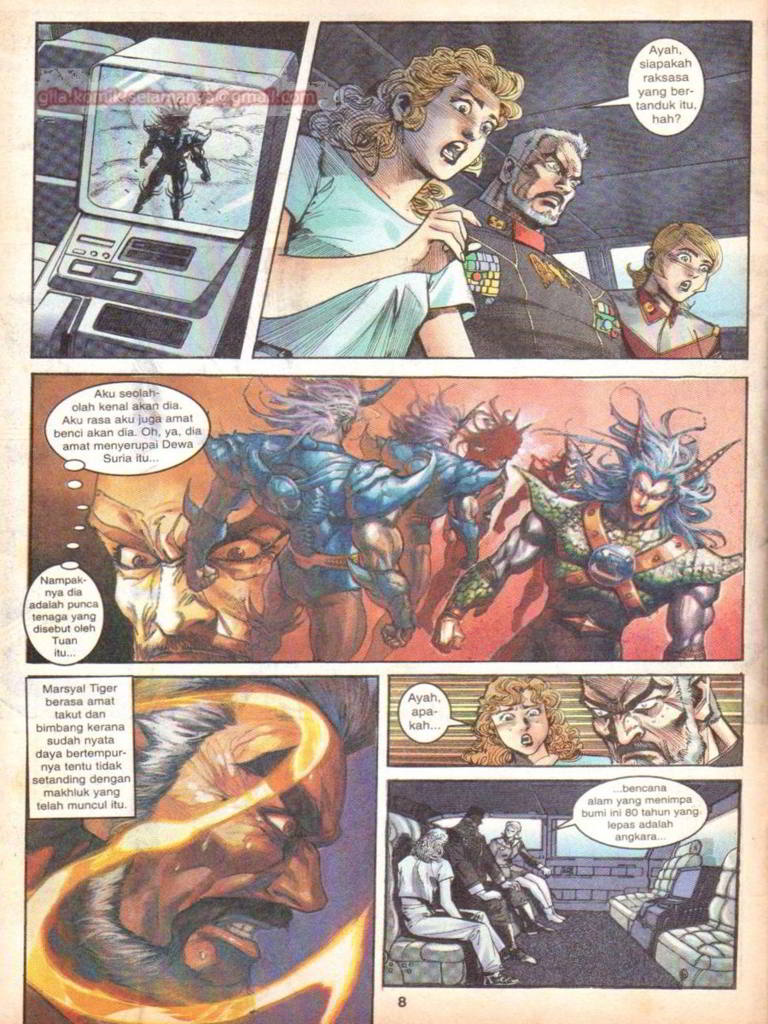 gila.komik.selamanya@gmail.com
Ayah,
siapakah
raksasa
yang ber-
tanduk itu,
hah?
Aku seolah-
olah kenal akan dia.
Aku rasa aku juga amat
benci akan dia. Oh, ya, dia
amat menyerupai Dewa
Suria itu...
Nampak-
nya dia
adalah punca
tenaga yang
disebut oleh
Tuan
itu...
Marsyal Tiger
berasa amat
takut dan
bimbang kerana
sudah nyata
daya bertempur-
nya tentu tidak
setanding dengan
makhluk yang
telah muncul itu.
Ayah,
apa-
kah...
...bencana
alam yang menimpa
bumi ini 80 tahun yang
lepas adalah
angkara...
8